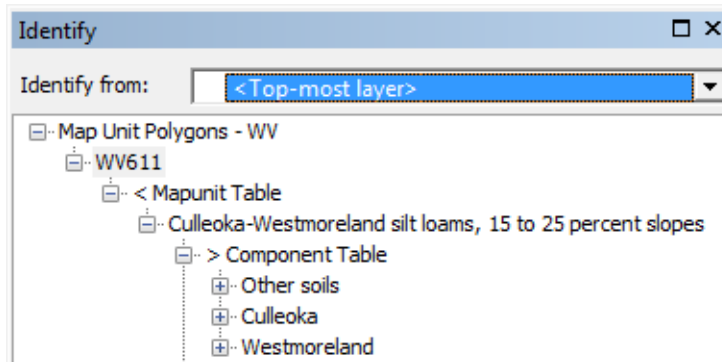 Identify
Identify from: <Top-most layer>
Map Unit Polygons - WV
WV611
< Mapunit Table
Culleoka-Westmoreland silt loams, 15 to 25 percent slopes
> Component Table
Other soils
Culleoka
Westmoreland